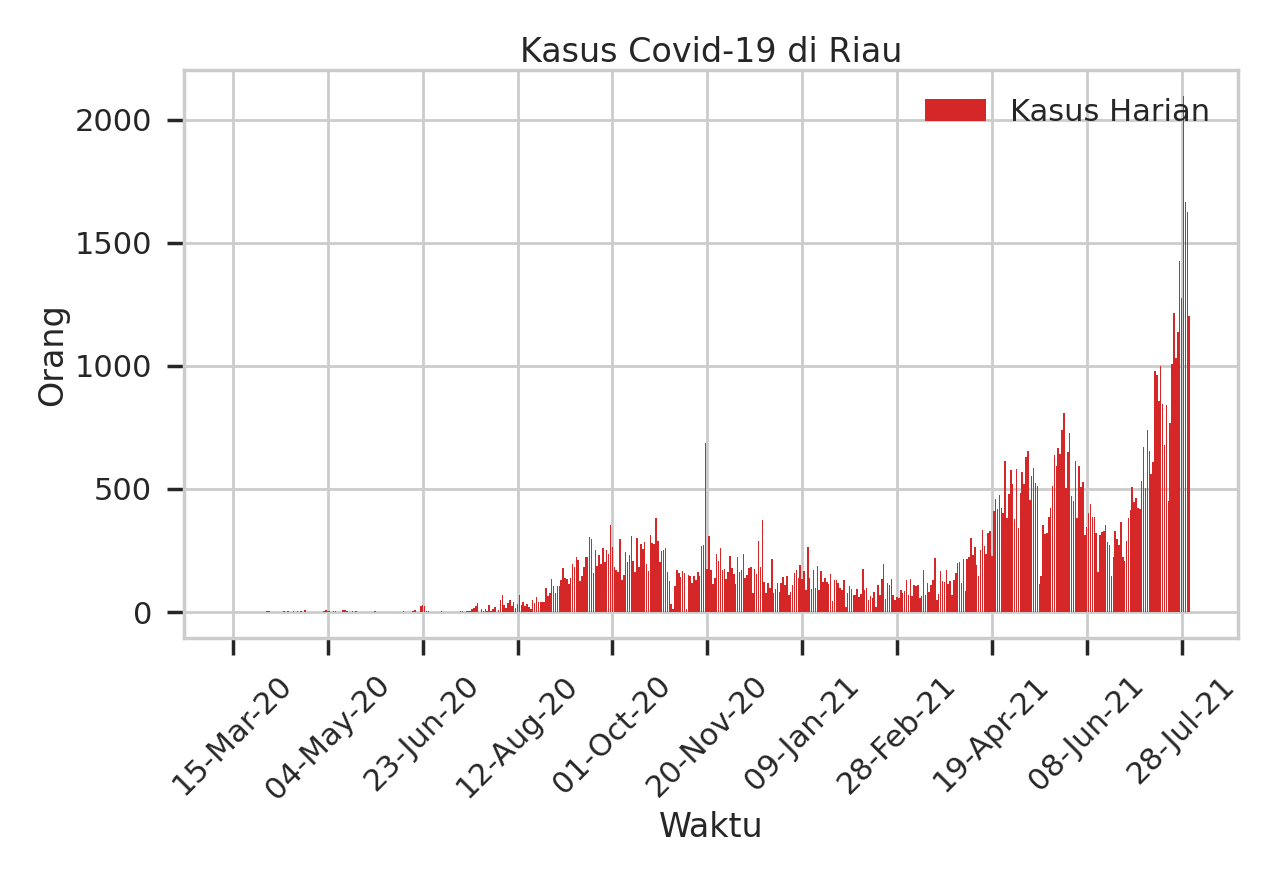 Kasus Covid-19 di Riau
Kasus Harian
2000
1500
1000
500
0
Orang
15-Mar-20
04-May-20
23-Jun-20
12-Aug-20
01-Oct-20
20-Nov-20
09-Jan-21
28-Feb-21
19-Apr-21
08-Jun-21
28-Jul-21
Waktu